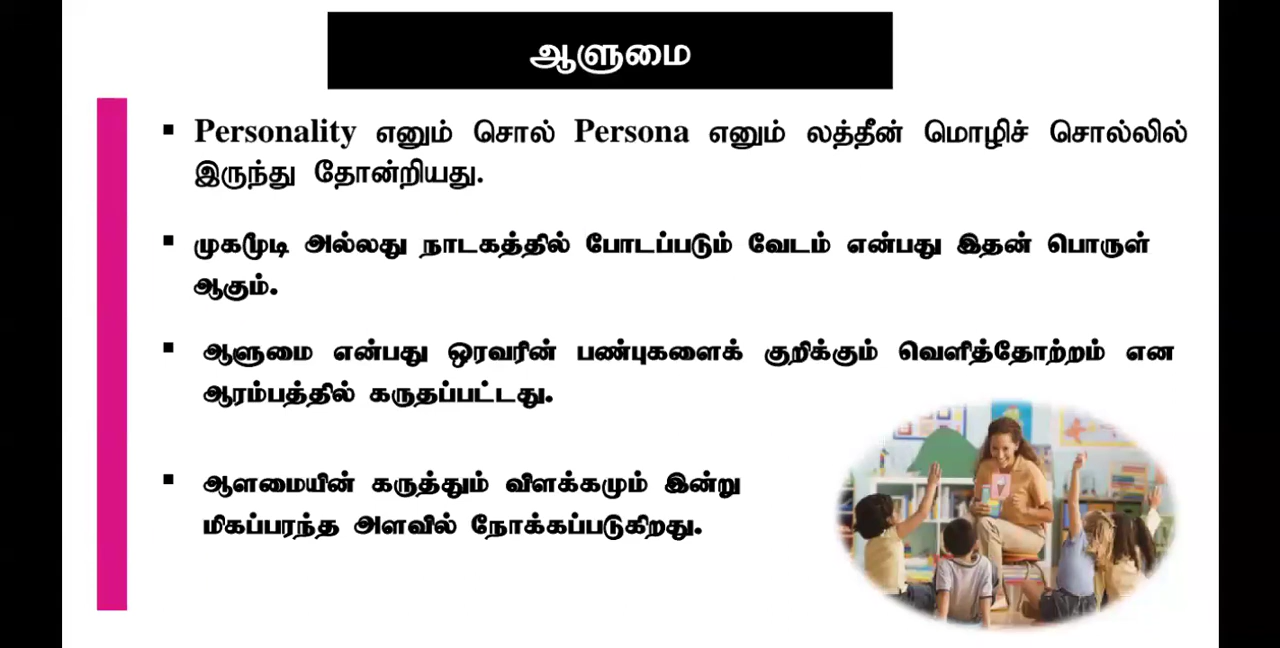 ஆளுமை
▪ Personality எனும் சொல் Persona எனும் லத்தீன் மொழிச் சொல்லில்
இருந்து தோன்றியது.
▪ முகமூடி அல்லது நாடகத்தில் போடப்படும் வேடம் என்பது இதன் பொருள்
ஆகும்.
▪ ஆளுமை என்பது ஒரவரின் பண்புகளைக் குறிக்கும் வெளித்தோற்றம் என
ஆரம்பத்தில் கருதப்பட்டது.
▪ ஆளமையின் கருத்தும் விளக்கமும் இன்று
மிகப்பரந்த அளவில் நோக்கப்படுகிறது.